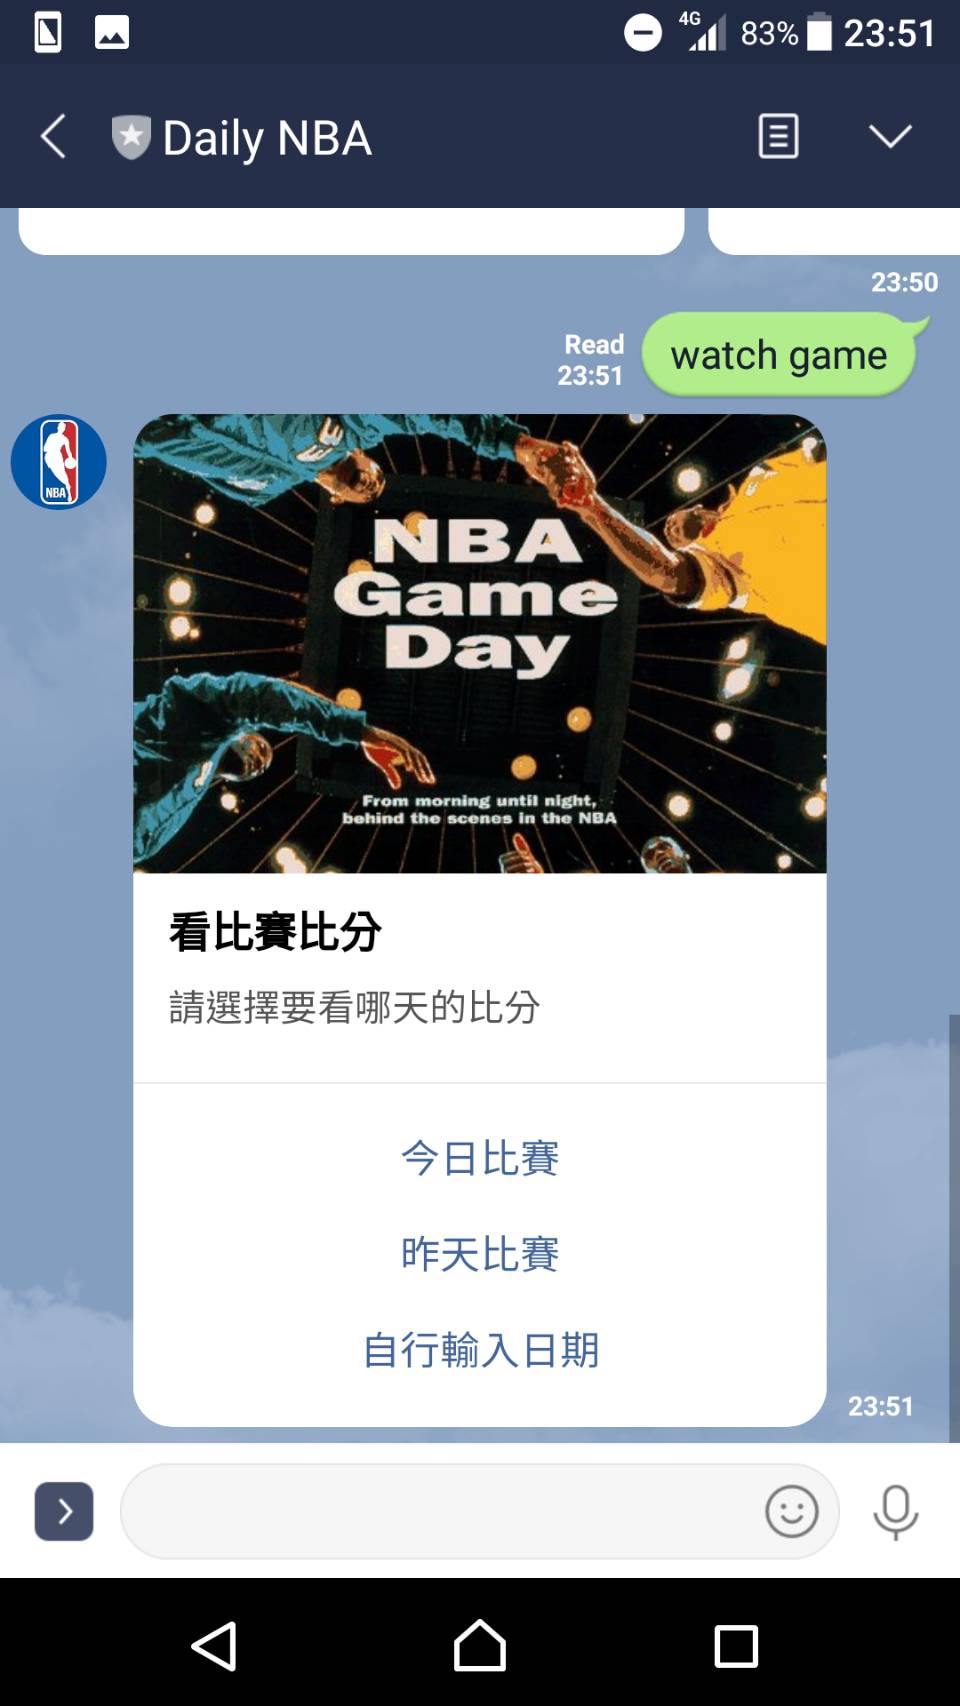 4G 83% 23:51
Daily NBA
23:50
Read
23:51
watch game
NBA
NBA
Game
Day
From morning until night,
behind the scenes in the NBA
看比賽比分
請選擇要看哪天的比分
今日比賽
昨天比賽
自行輸入日期
23:51